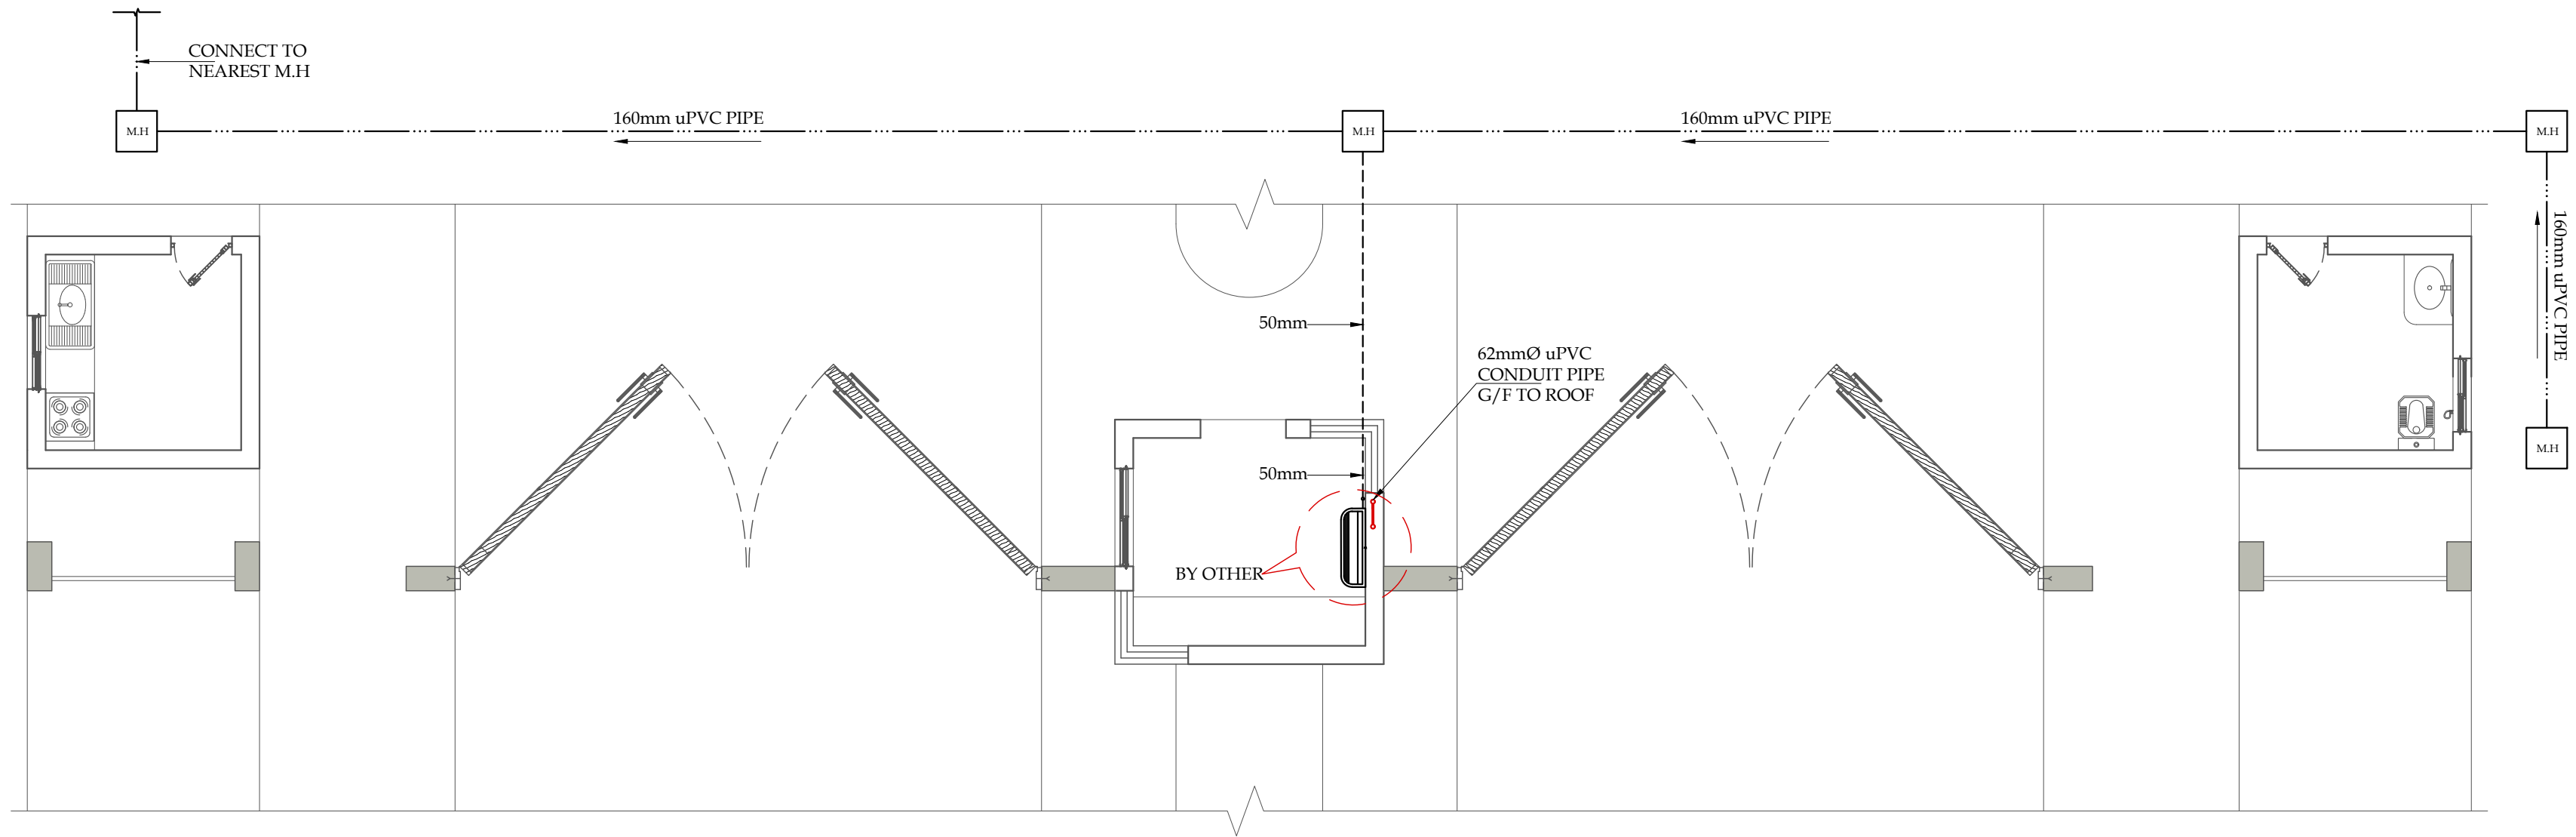 CONNECT TO
NEAREST M.H
M.H
160mm uPVC PIPE
M.H
160mm uPVC PIPE
M.H
160mm uPVC PIPE
M.H
50mm
62mmØ uPVC
CONDUIT PIPE
G/F TO ROOF
50mm
BY OTHER